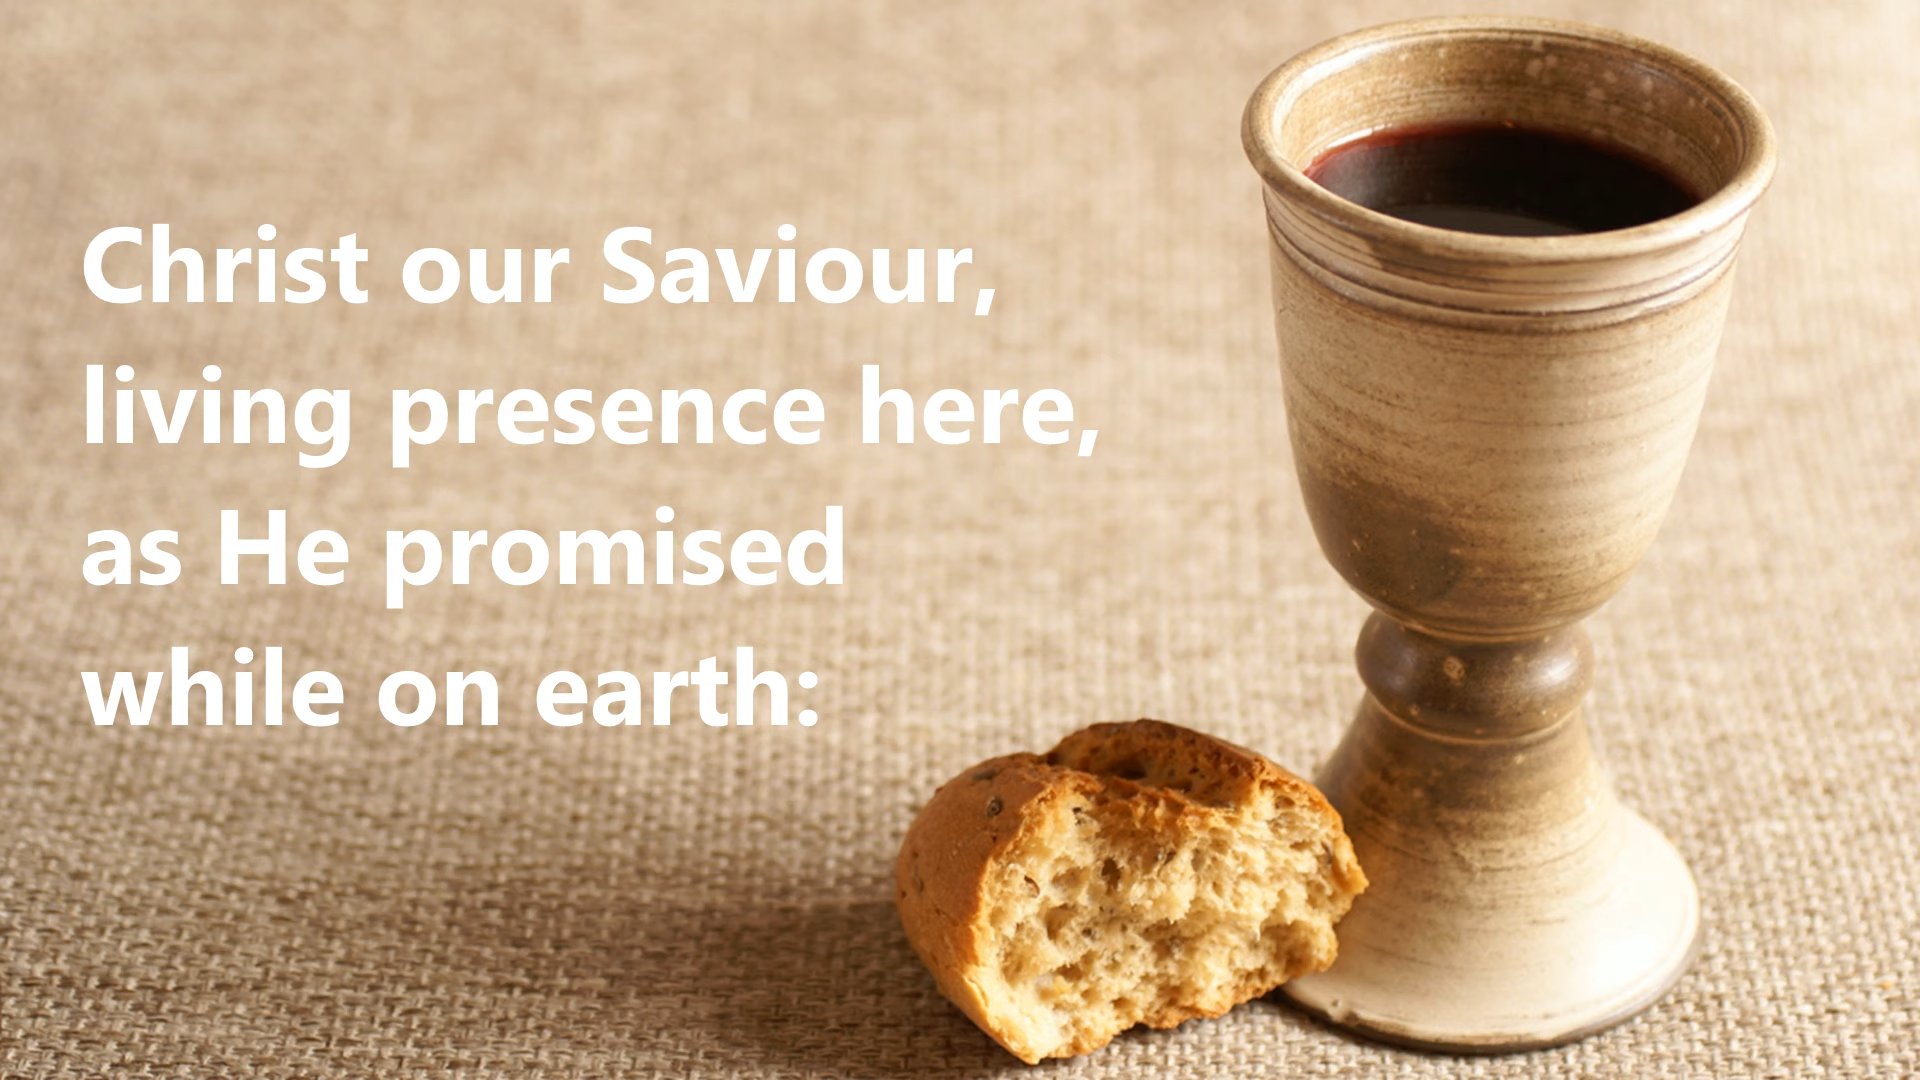 Christ our Saviour,
living presence here,
as He promised
while on earth: